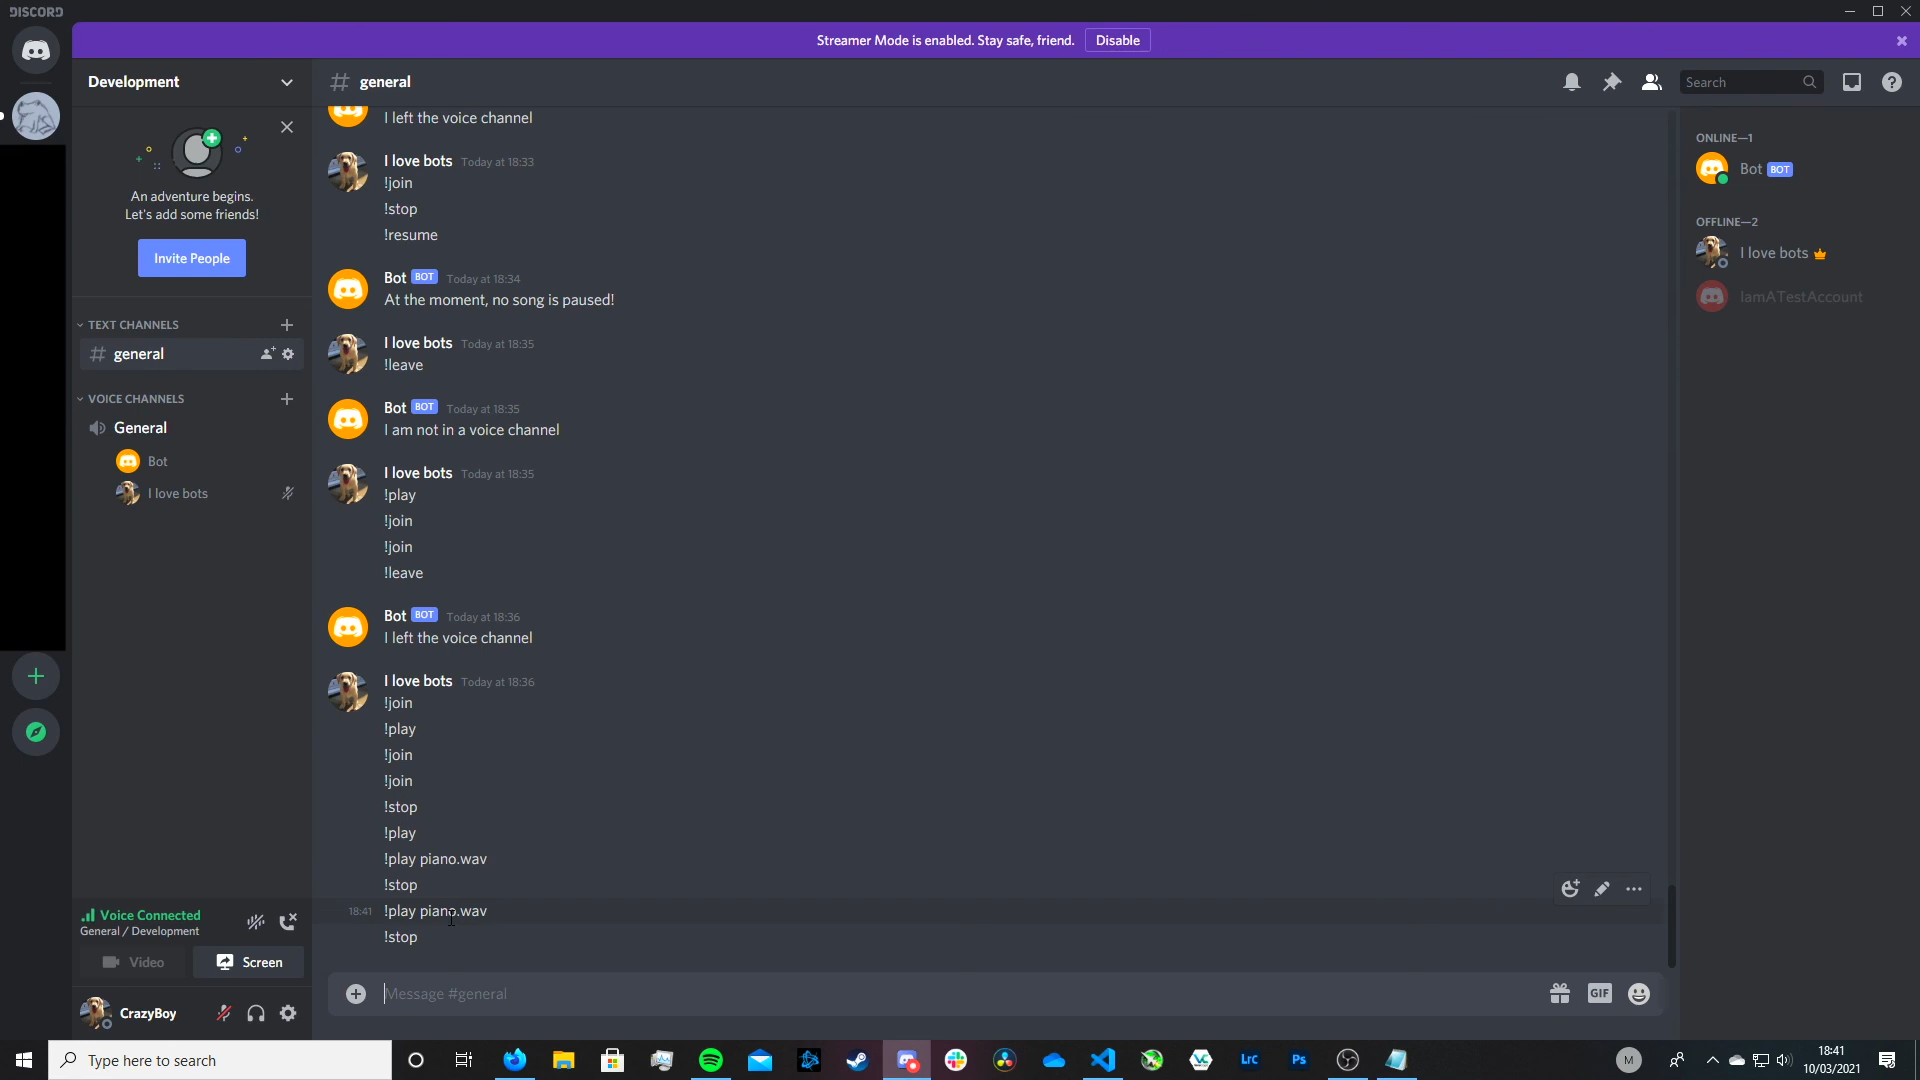 DISCORD
Streamer Mode is enabled. Stay safe, friend. Disable
Development
general
Search
An adventure begins.
Let's add some friends!
Invite People
TEXT CHANNELS
general
VOICE CHANNELS
General
Bot
I love bots
Voice Connected
General / Development
Video
Screen
CrazyBoy
I left the voice channel
I love bots Today at 18:33
!join
!stop
!resume
Bot BOT Today at 18:34
At the moment, no song is paused!
I love bots Today at 18:35
!leave
Bot BOT Today at 18:35
I am not in a voice channel
I love bots Today at 18:35
!play
!join
!join
!leave
Bot BOT Today at 18:36
I left the voice channel
I love bots Today at 18:36
!join
!play
!join
!join
!stop
!play
!play piano.wav
!stop
18:41 !play piano.wav
!stop
Message #general
GIF
ONLINE—1
Bot BOT
OFFLINE—2
I love bots
IamATestAccount
Type here to search
LrC
Ps
M
18:41
10/03/2021